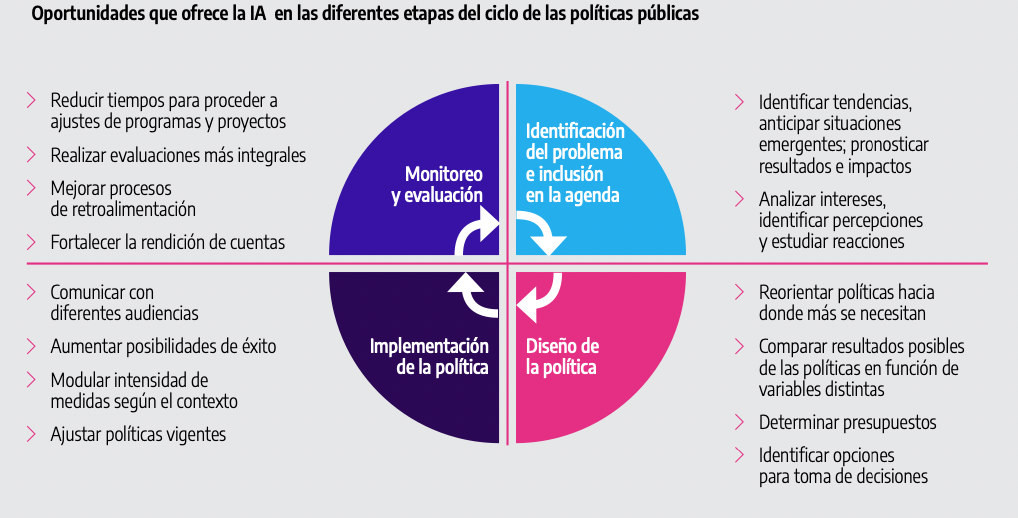 Oportunidades que ofrece la IA en las diferentes etapas del ciclo de las políticas públicas
Reducir tiempos para proceder a
ajustes de programas y proyectos
Realizar evaluaciones más integrales
Mejorar procesos
de retroalimentación
Fortalecer la rendición de cuentas
Monitoreo
y evaluación
Identificación
del problema
e inclusión
en la agenda
Identificar tendencias,
anticipar situaciones
emergentes; pronosticar
resultados e impactos
Analizar intereses,
identificar percepciones
y estudiar reacciones
Comunicar con
diferentes audiencias
Aumentar posibilidades de éxito
Modular intensidad de
medidas según el contexto
Ajustar políticas vigentes
Implementación
de la política
Diseño de
la política
Reorientar políticas hacia
donde más se necesitan
Comparar resultados posibles
de las políticas en función de
variables distintas
Determinar presupuestos
Identificar opciones
para toma de decisiones